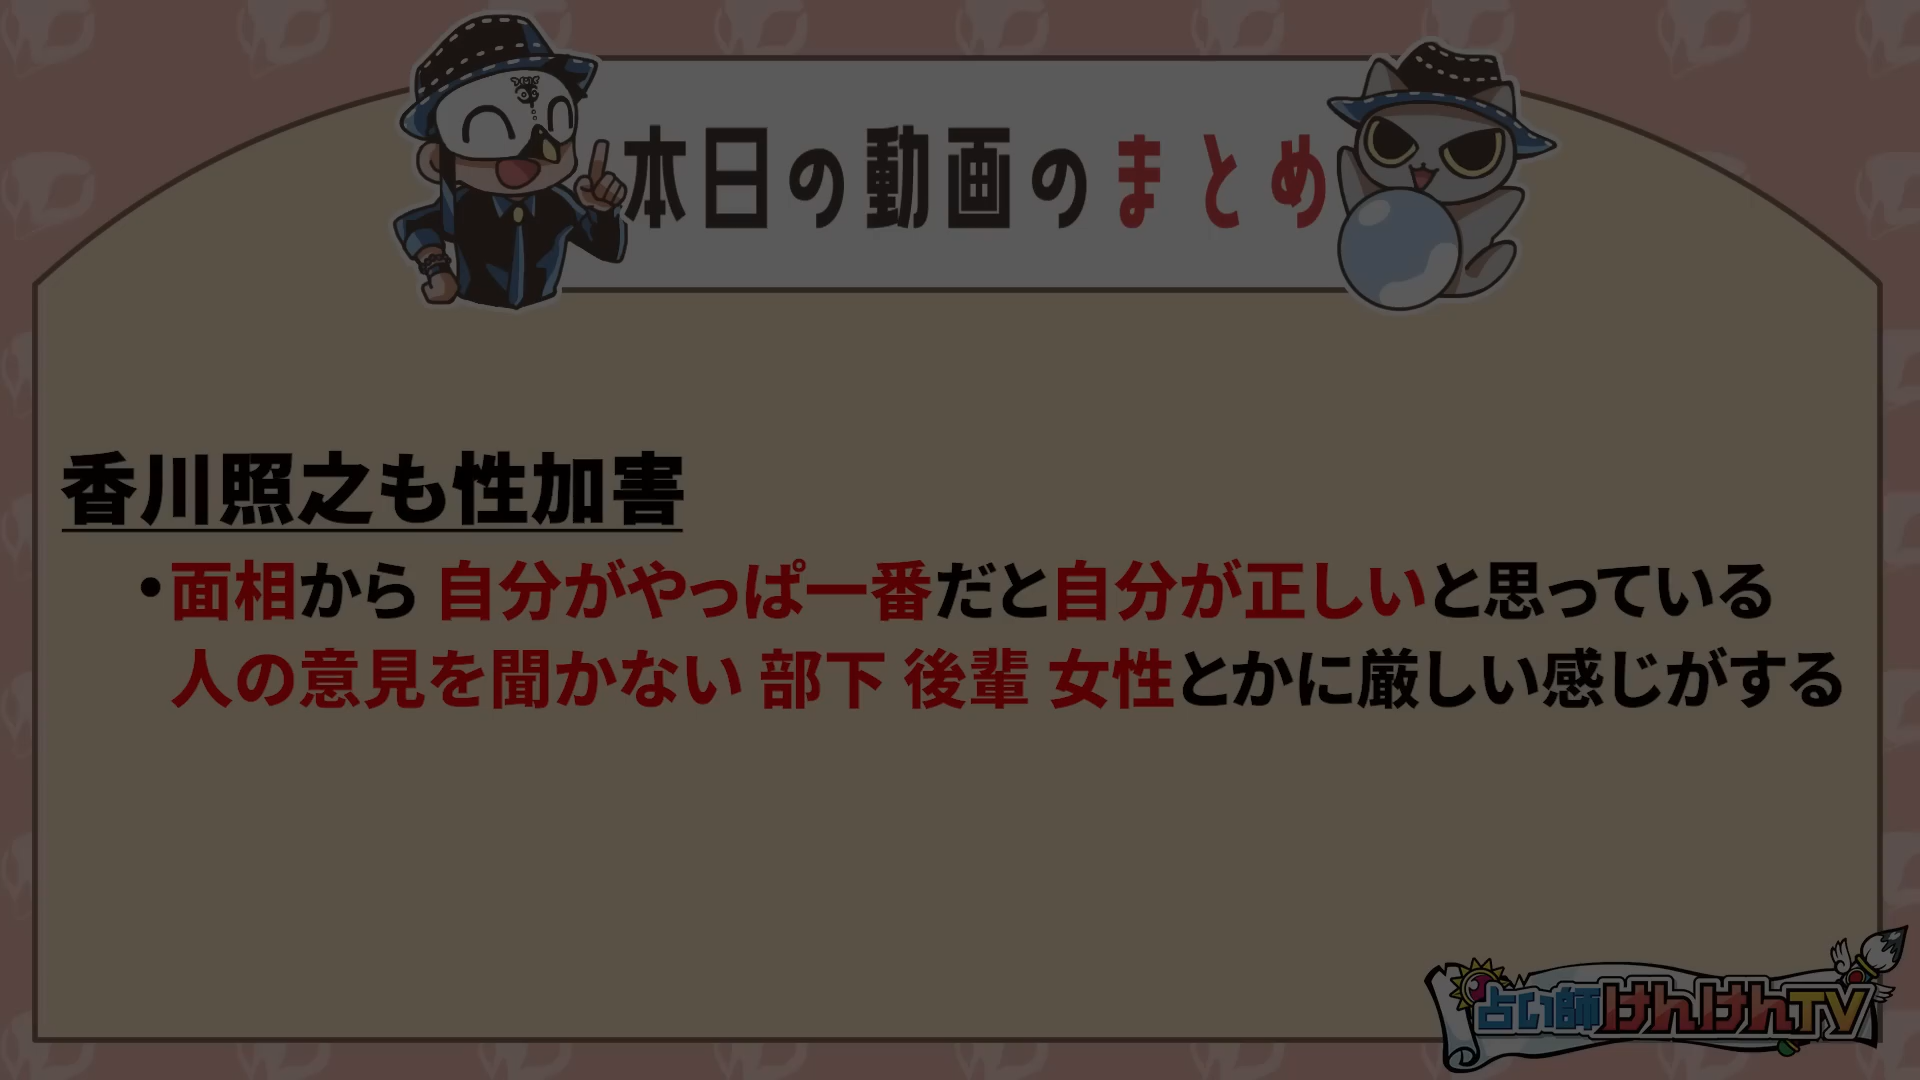 本日の動画のまとめ
香川照之も性加害
・面相から 自分がやっぱ一番だと自分が正しいと思っている
人の意見を聞かない 部下 後輩 女性とかに厳しい感じがする
占い師けんけんTV